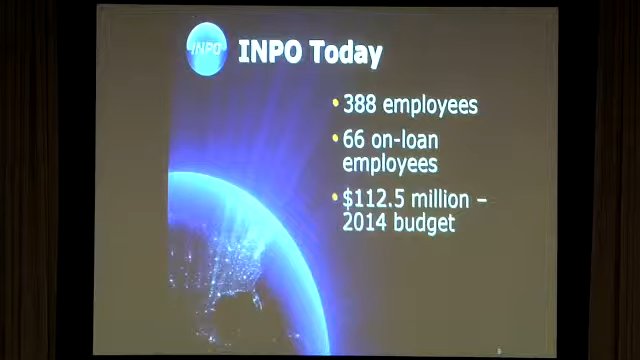 INPO
INPO Today
• 388 employees
• 66 on-loan
employees
• $112.5 million –
2014 budget